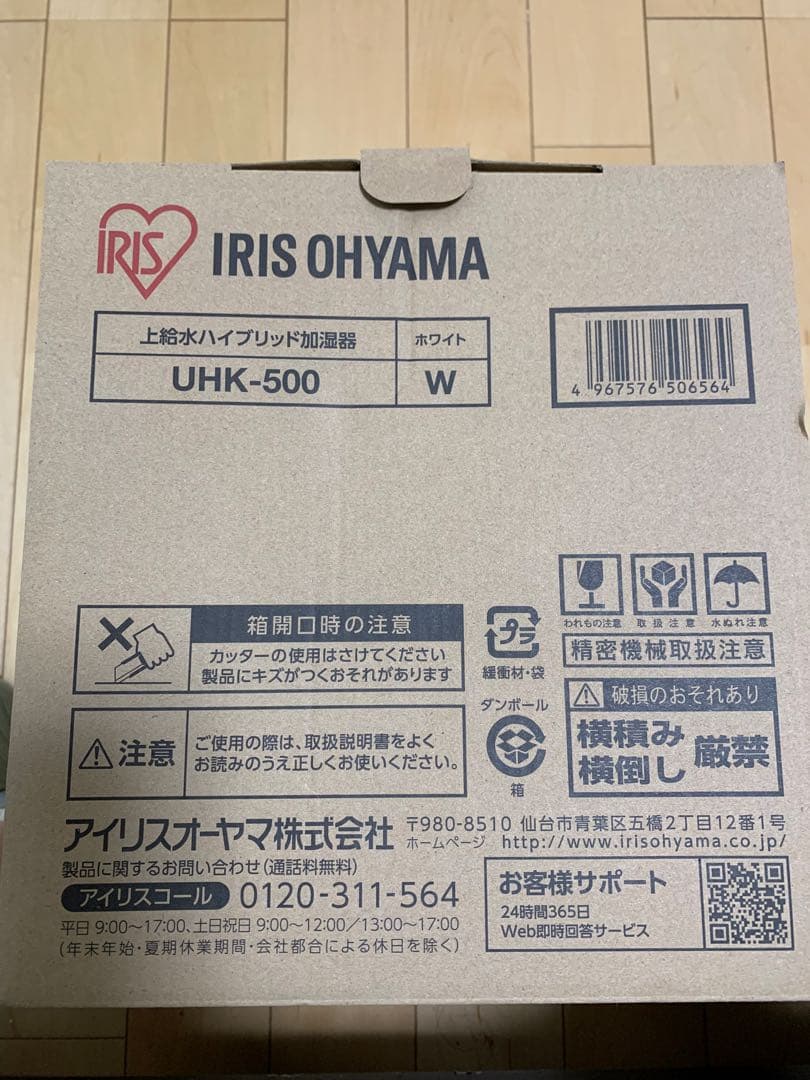 IRIS
IRIS OHYAMA
上給水ハイブリッド加湿器
ホワイト
UHK-500
W
4 967576 506564
われもの注意
取扱注意
水ぬれ注意
精密機械取扱注意
箱開口時の注意
カッターの使用はさけてください
製品にキズがつくおそれがあります
プラ
緩衝材・袋
破損のおそれあり
横積み
横倒し
厳禁
注意
ご使用の際は、取扱説明書をよく
お読みのうえ正しくお使いください。
ダンボール
箱
アイリスオーヤマ株式会社
〒980-8510 仙台市青葉区五橋2丁目12番1号
ホームページ http://www.irisohyama.co.jp/
製品に関するお問い合わせ(通話料無料)
アイリスコール 0120-311-564
平日 9:00〜17:00、土日祝日 9:00〜12:00/13:00〜17:00
(年末年始・夏期休業期間・会社都合による休日を除く)
お客様サポート
24時間365日
Web即時回答サービス